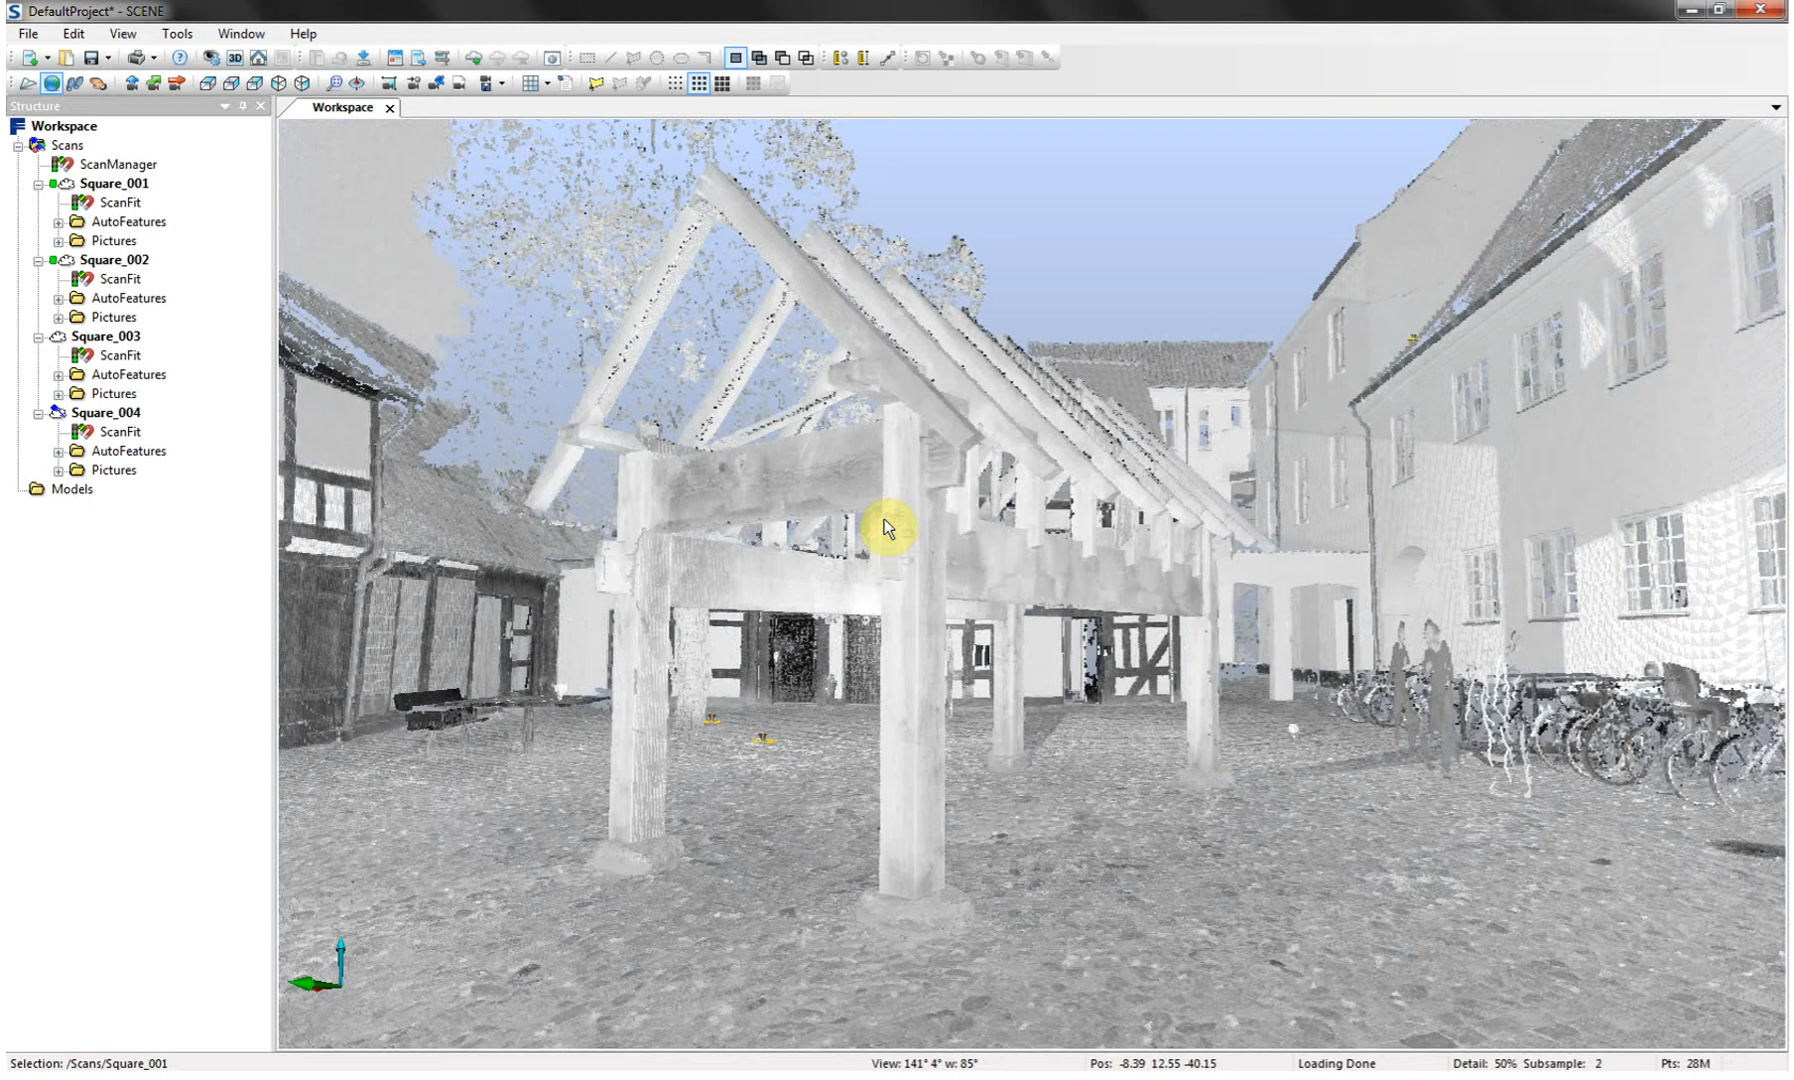 DefaultProject* - SCENE
File Edit View Tools Window Help
3D
Structure
Workspace
Workspace
Scans
ScanManager
Square_001
ScanFit
AutoFeatures
Pictures
Square_002
ScanFit
AutoFeatures
Pictures
Square_003
ScanFit
AutoFeatures
Pictures
Square_004
ScanFit
AutoFeatures
Pictures
Models
Selection: /Scans/Square_001 View: 141° 4° w: 85° Pos: -8.39 12.55 -40.15 Loading Done Detail: 50% Subsample: 2 Pts: 28M